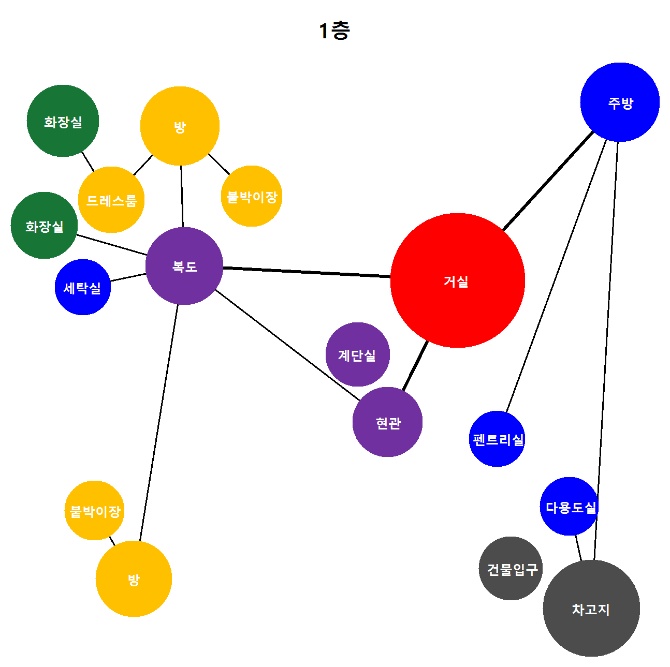 1층
주방
화장실
방
드레스룸
붙박이장
화장실
복도
세탁실
거실
계단실
현관
펜트리실
붙박이장
다용도실
건물입구
방
차고지